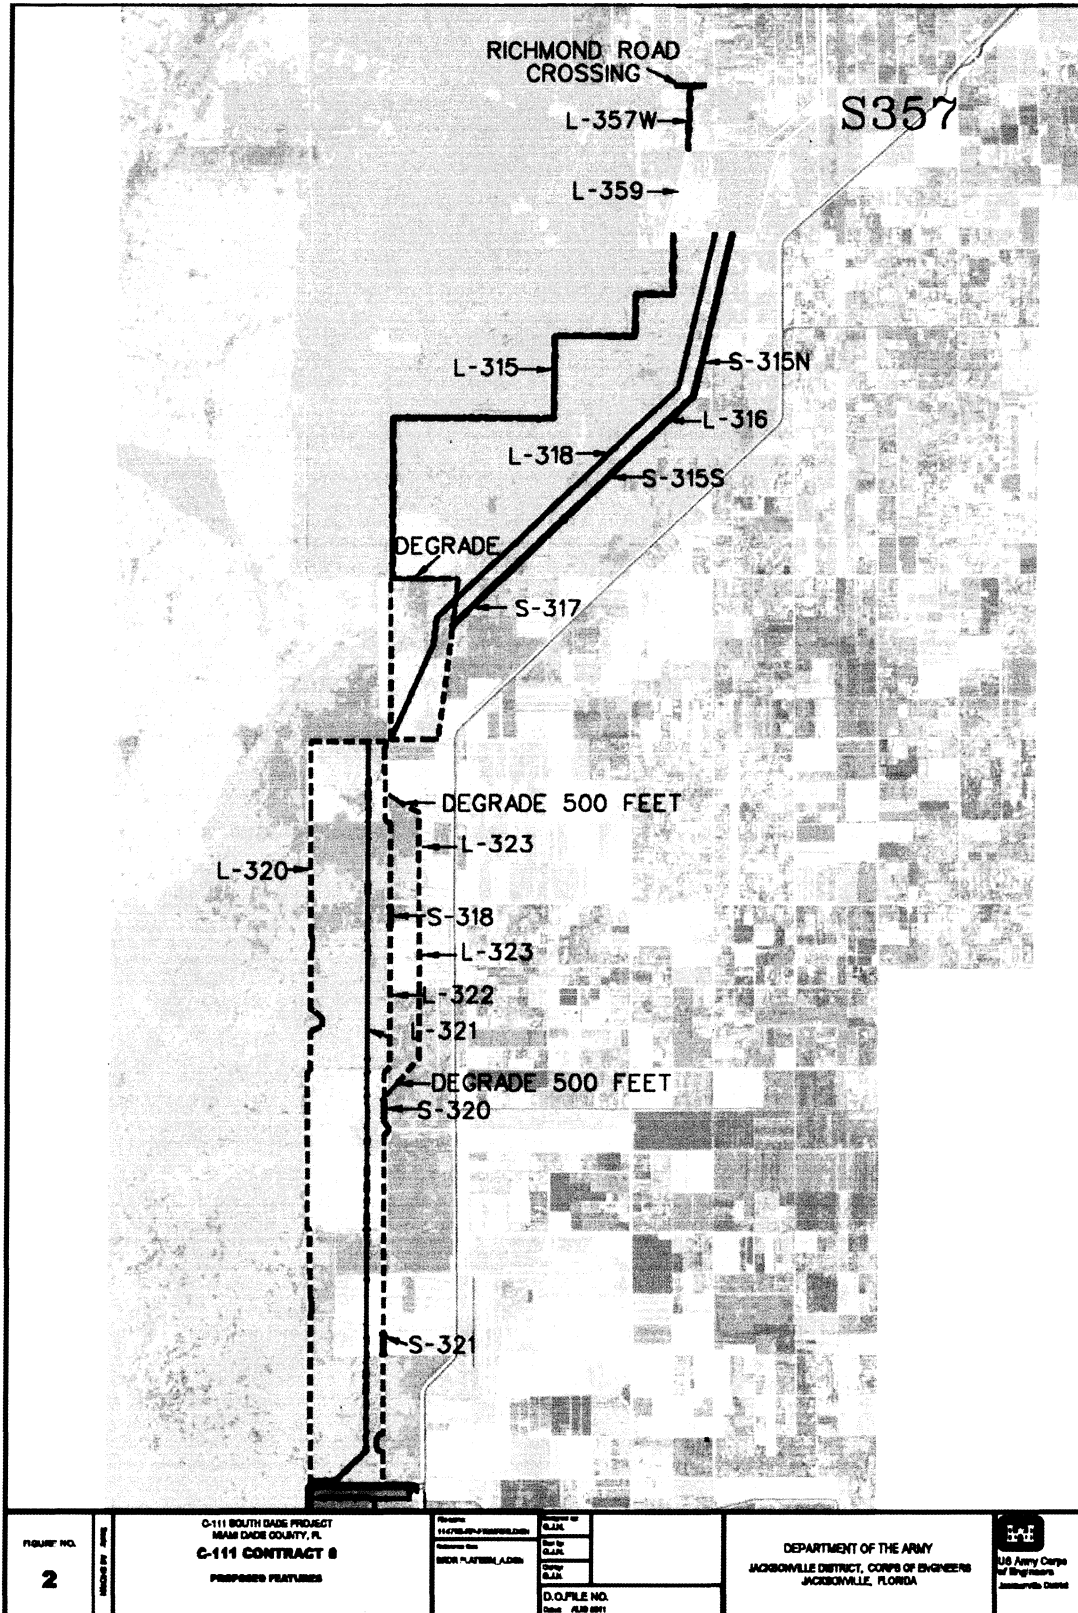 RICHMOND ROAD
CROSSING
S357
L-357W
L-359
L-315
S-315N
L-316
L-318
S-315S
DEGRADE
S-317
DEGRADE 500 FEET
L-323
L-320
S-318
L-323
L-322
L-321
DEGRADE 500 FEET
S-320
S-321
FIGURE NO.
2
C-111 SOUTH DADE PROJECT
MIAMI DADE COUNTY, FL
C-111 CONTRACT 8
PROPOSED FEATURES
D.O.FILE NO.
DEPARTMENT OF THE ARMY
JACKSONVILLE DISTRICT, CORPS OF ENGINEERS
JACKSONVILLE, FLORIDA
US Army Corps
of Engineers
Jacksonville District